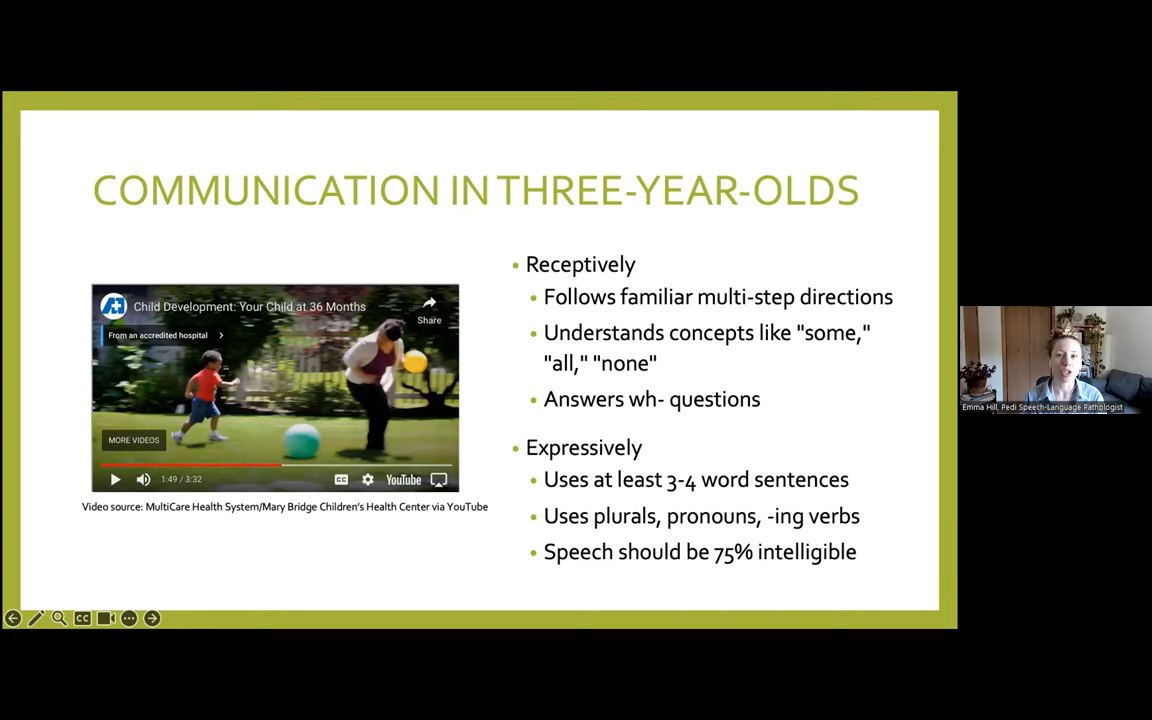 COMMUNICATION IN THREE-YEAR-OLDS
Child Development: Your Child at 36 Months
Share
From an accredited hospital
MORE VIDEOS
CC
YouTube
1:49 / 3:32
Video source: MultiCare Health System/Mary Bridge Children's Health Center via YouTube
• Receptively
• Follows familiar multi-step directions
• Understands concepts like "some,"
"all," "none"
• Answers wh- questions
• Expressively
• Uses at least 3-4 word sentences
• Uses plurals, pronouns, -ing verbs
• Speech should be 75% intelligible
Emma Hill, Pedi Speech-Language Pathologist
CC